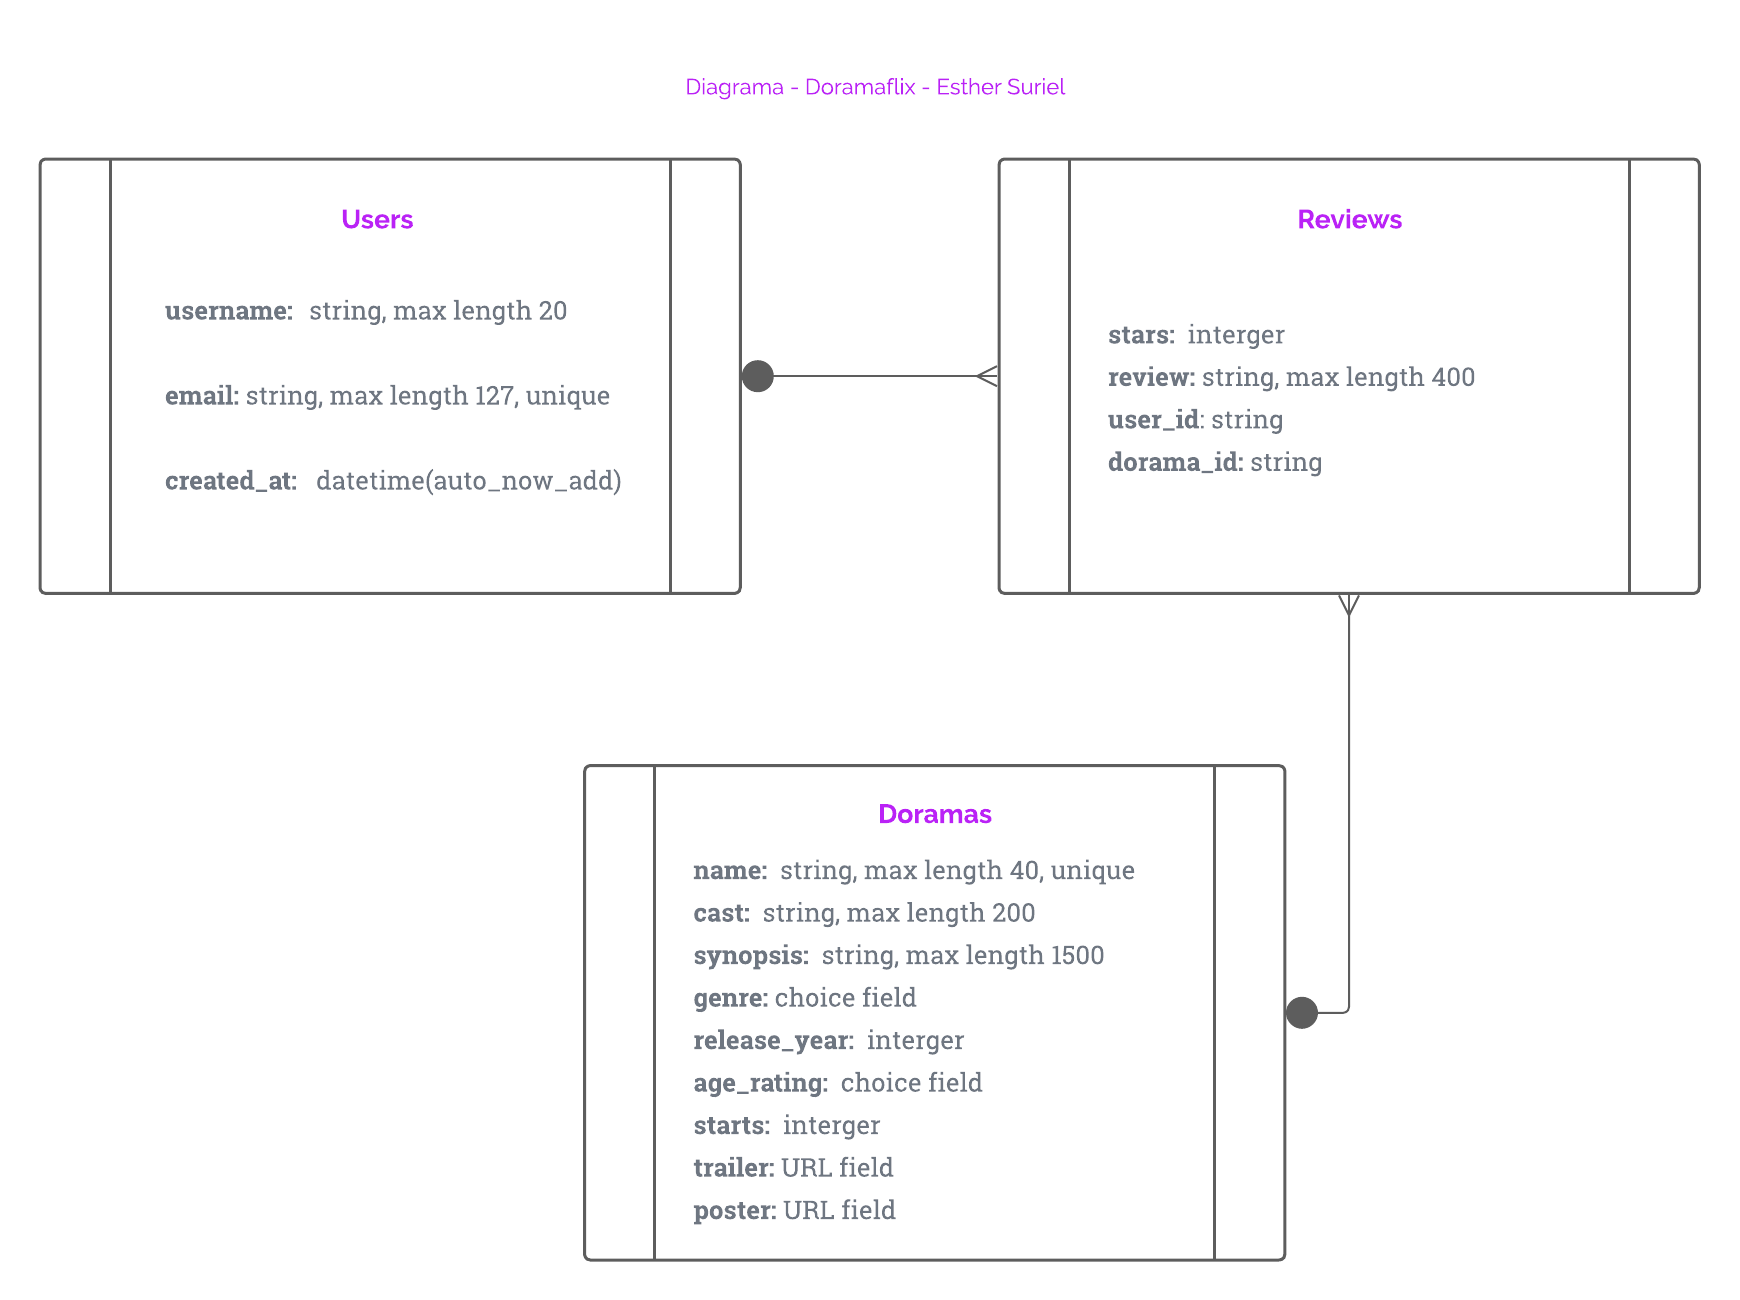 Diagrama - Doramaflix - Esther Suriel
Users
username: string, max length 20
email: string, max length 127, unique
created_at: datetime(auto_now_add)
Reviews
stars: interger
review: string, max length 400
user_id: string
dorama_id: string
Doramas
name: string, max length 40, unique
cast: string, max length 200
synopsis: string, max length 1500
genre: choice field
release_year: interger
age_rating: choice field
starts: interger
trailer: URL field
poster: URL field